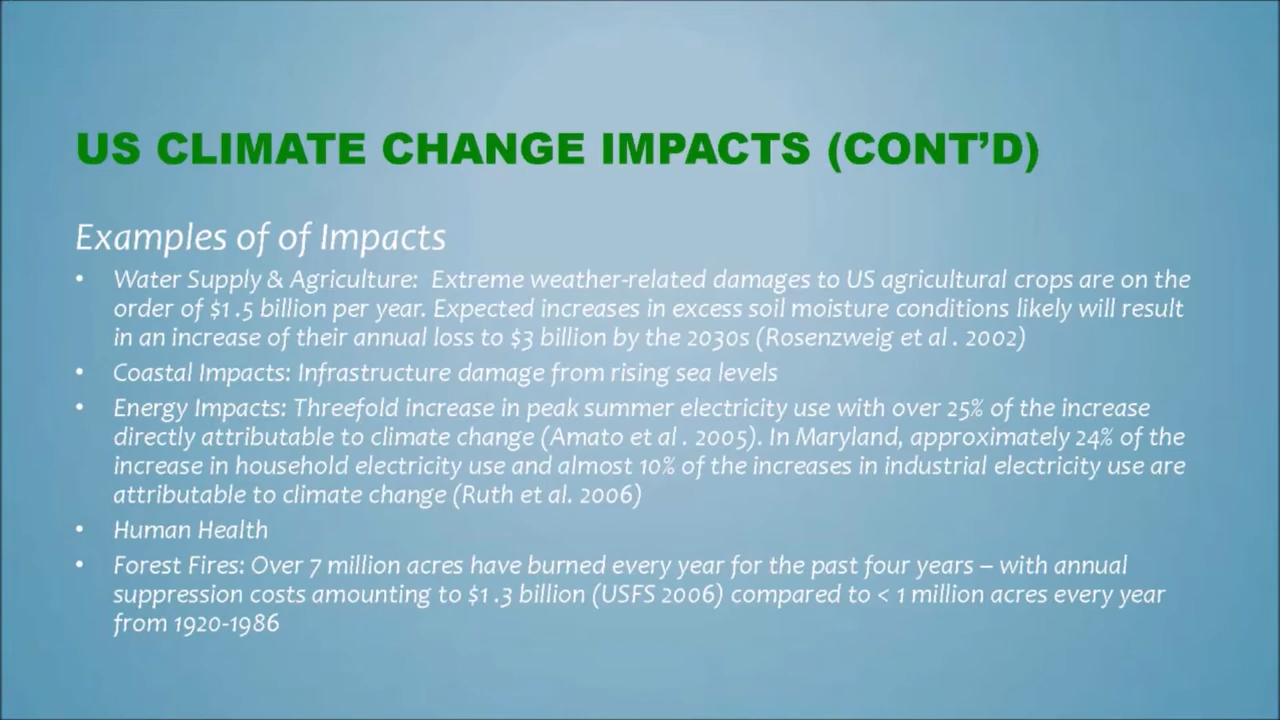 US CLIMATE CHANGE IMPACTS (CONT’D)
Examples of of Impacts
• Water Supply & Agriculture: Extreme weather-related damages to US agricultural crops are on the
order of $1 .5 billion per year. Expected increases in excess soil moisture conditions likely will result
in an increase of their annual loss to $3 billion by the 2030s (Rosenzweig et al . 2002)
• Coastal Impacts: Infrastructure damage from rising sea levels
• Energy Impacts: Threefold increase in peak summer electricity use with over 25% of the increase
directly attributable to climate change (Amato et al . 2005). In Maryland, approximately 24% of the
increase in household electricity use and almost 10% of the increases in industrial electricity use are
attributable to climate change (Ruth et al. 2006)
• Human Health
• Forest Fires: Over 7 million acres have burned every year for the past four years – with annual
suppression costs amounting to $1 .3 billion (USFS 2006) compared to < 1 million acres every year
from 1920-1986